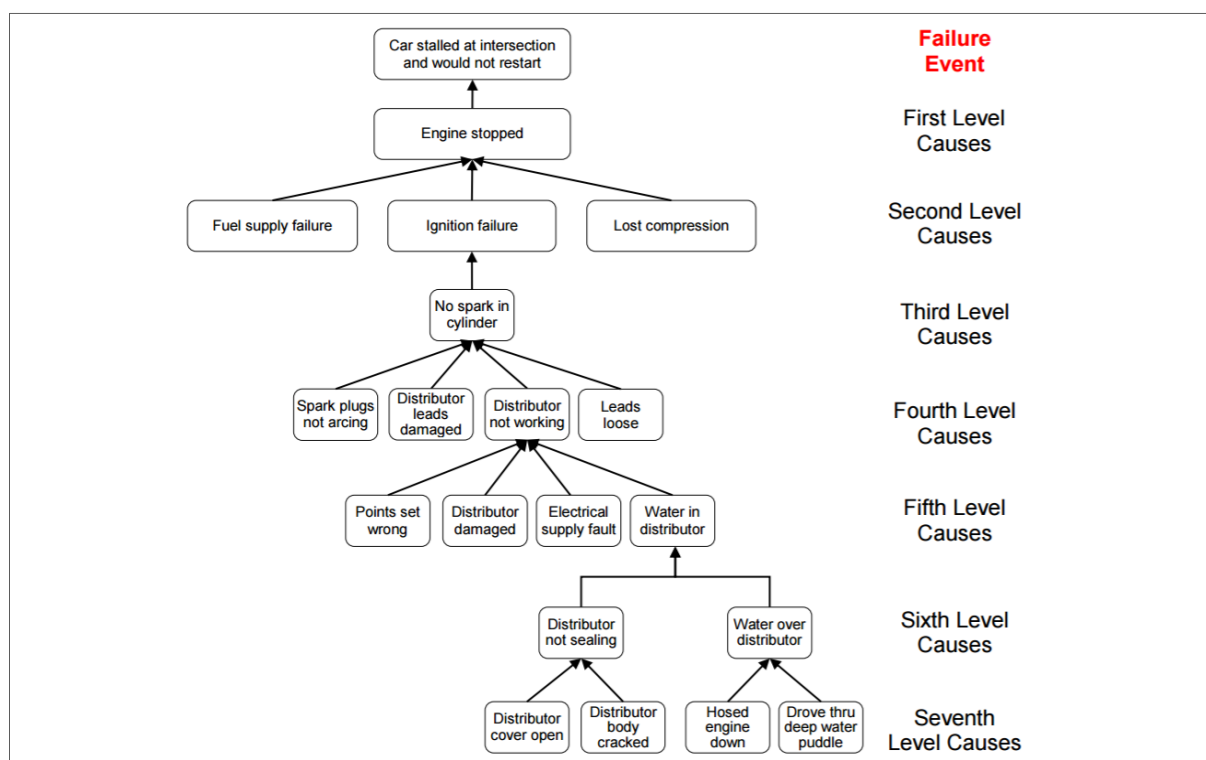 Car stalled at intersection
and would not restart
Failure
Event
Engine stopped
First Level
Causes
Fuel supply failure
Ignition failure
Lost compression
Second Level
Causes
No spark in
cylinder
Third Level
Causes
Spark plugs
not arcing
Distributor
leads
damaged
Distributor
not working
Leads
loose
Fourth Level
Causes
Points set
wrong
Distributor
damaged
Electrical
supply fault
Water in
distributor
Fifth Level
Causes
Distributor
not sealing
Water over
distributor
Sixth Level
Causes
Distributor
cover open
Distributor
body
cracked
Hosed
engine
down
Drove thru
deep water
puddle
Seventh
Level Causes